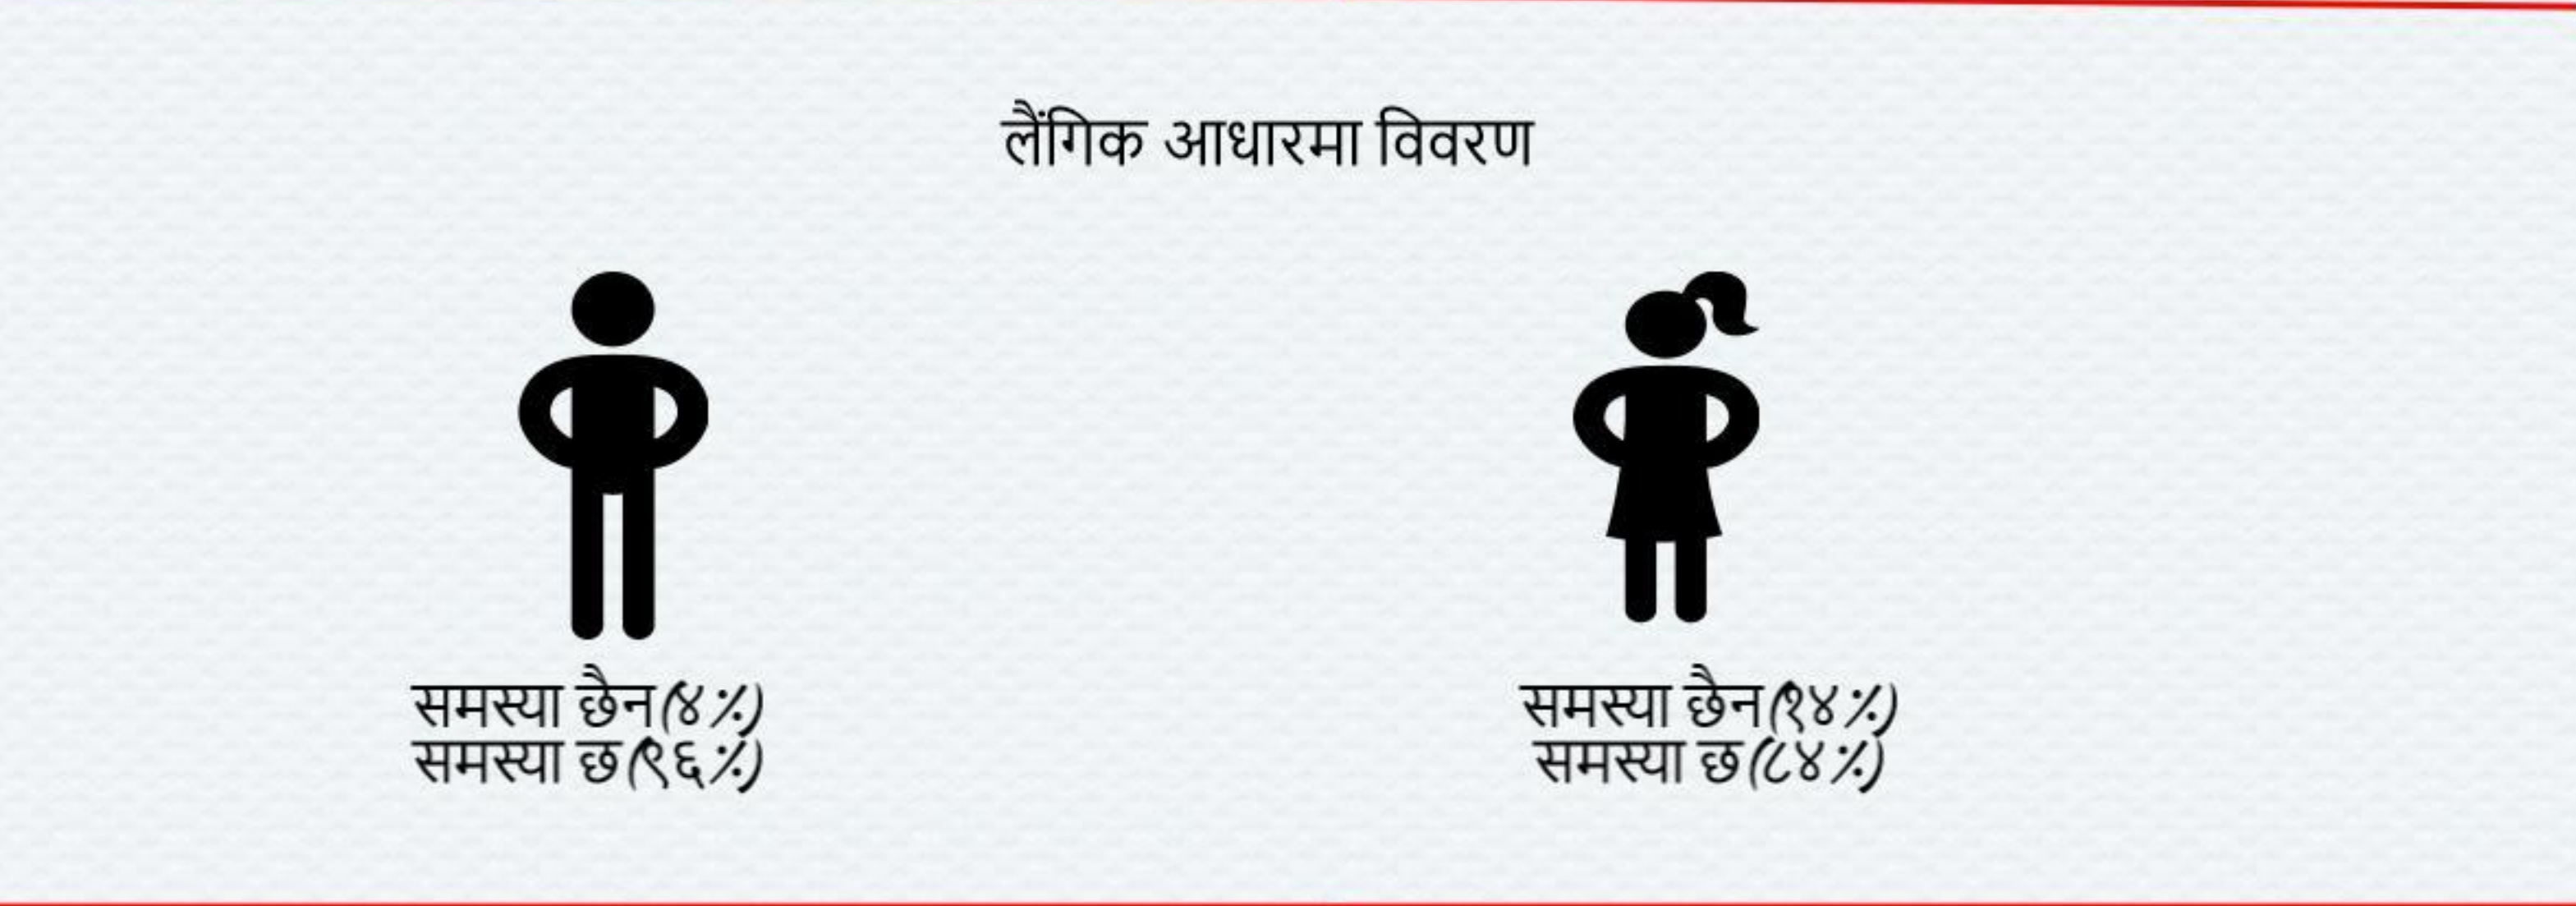 लैंगिक आधारमा विवरण
समस्या छैन(४%)
समस्या छ(९६%)
समस्या छैन(१४%)
समस्या छ(८४%)